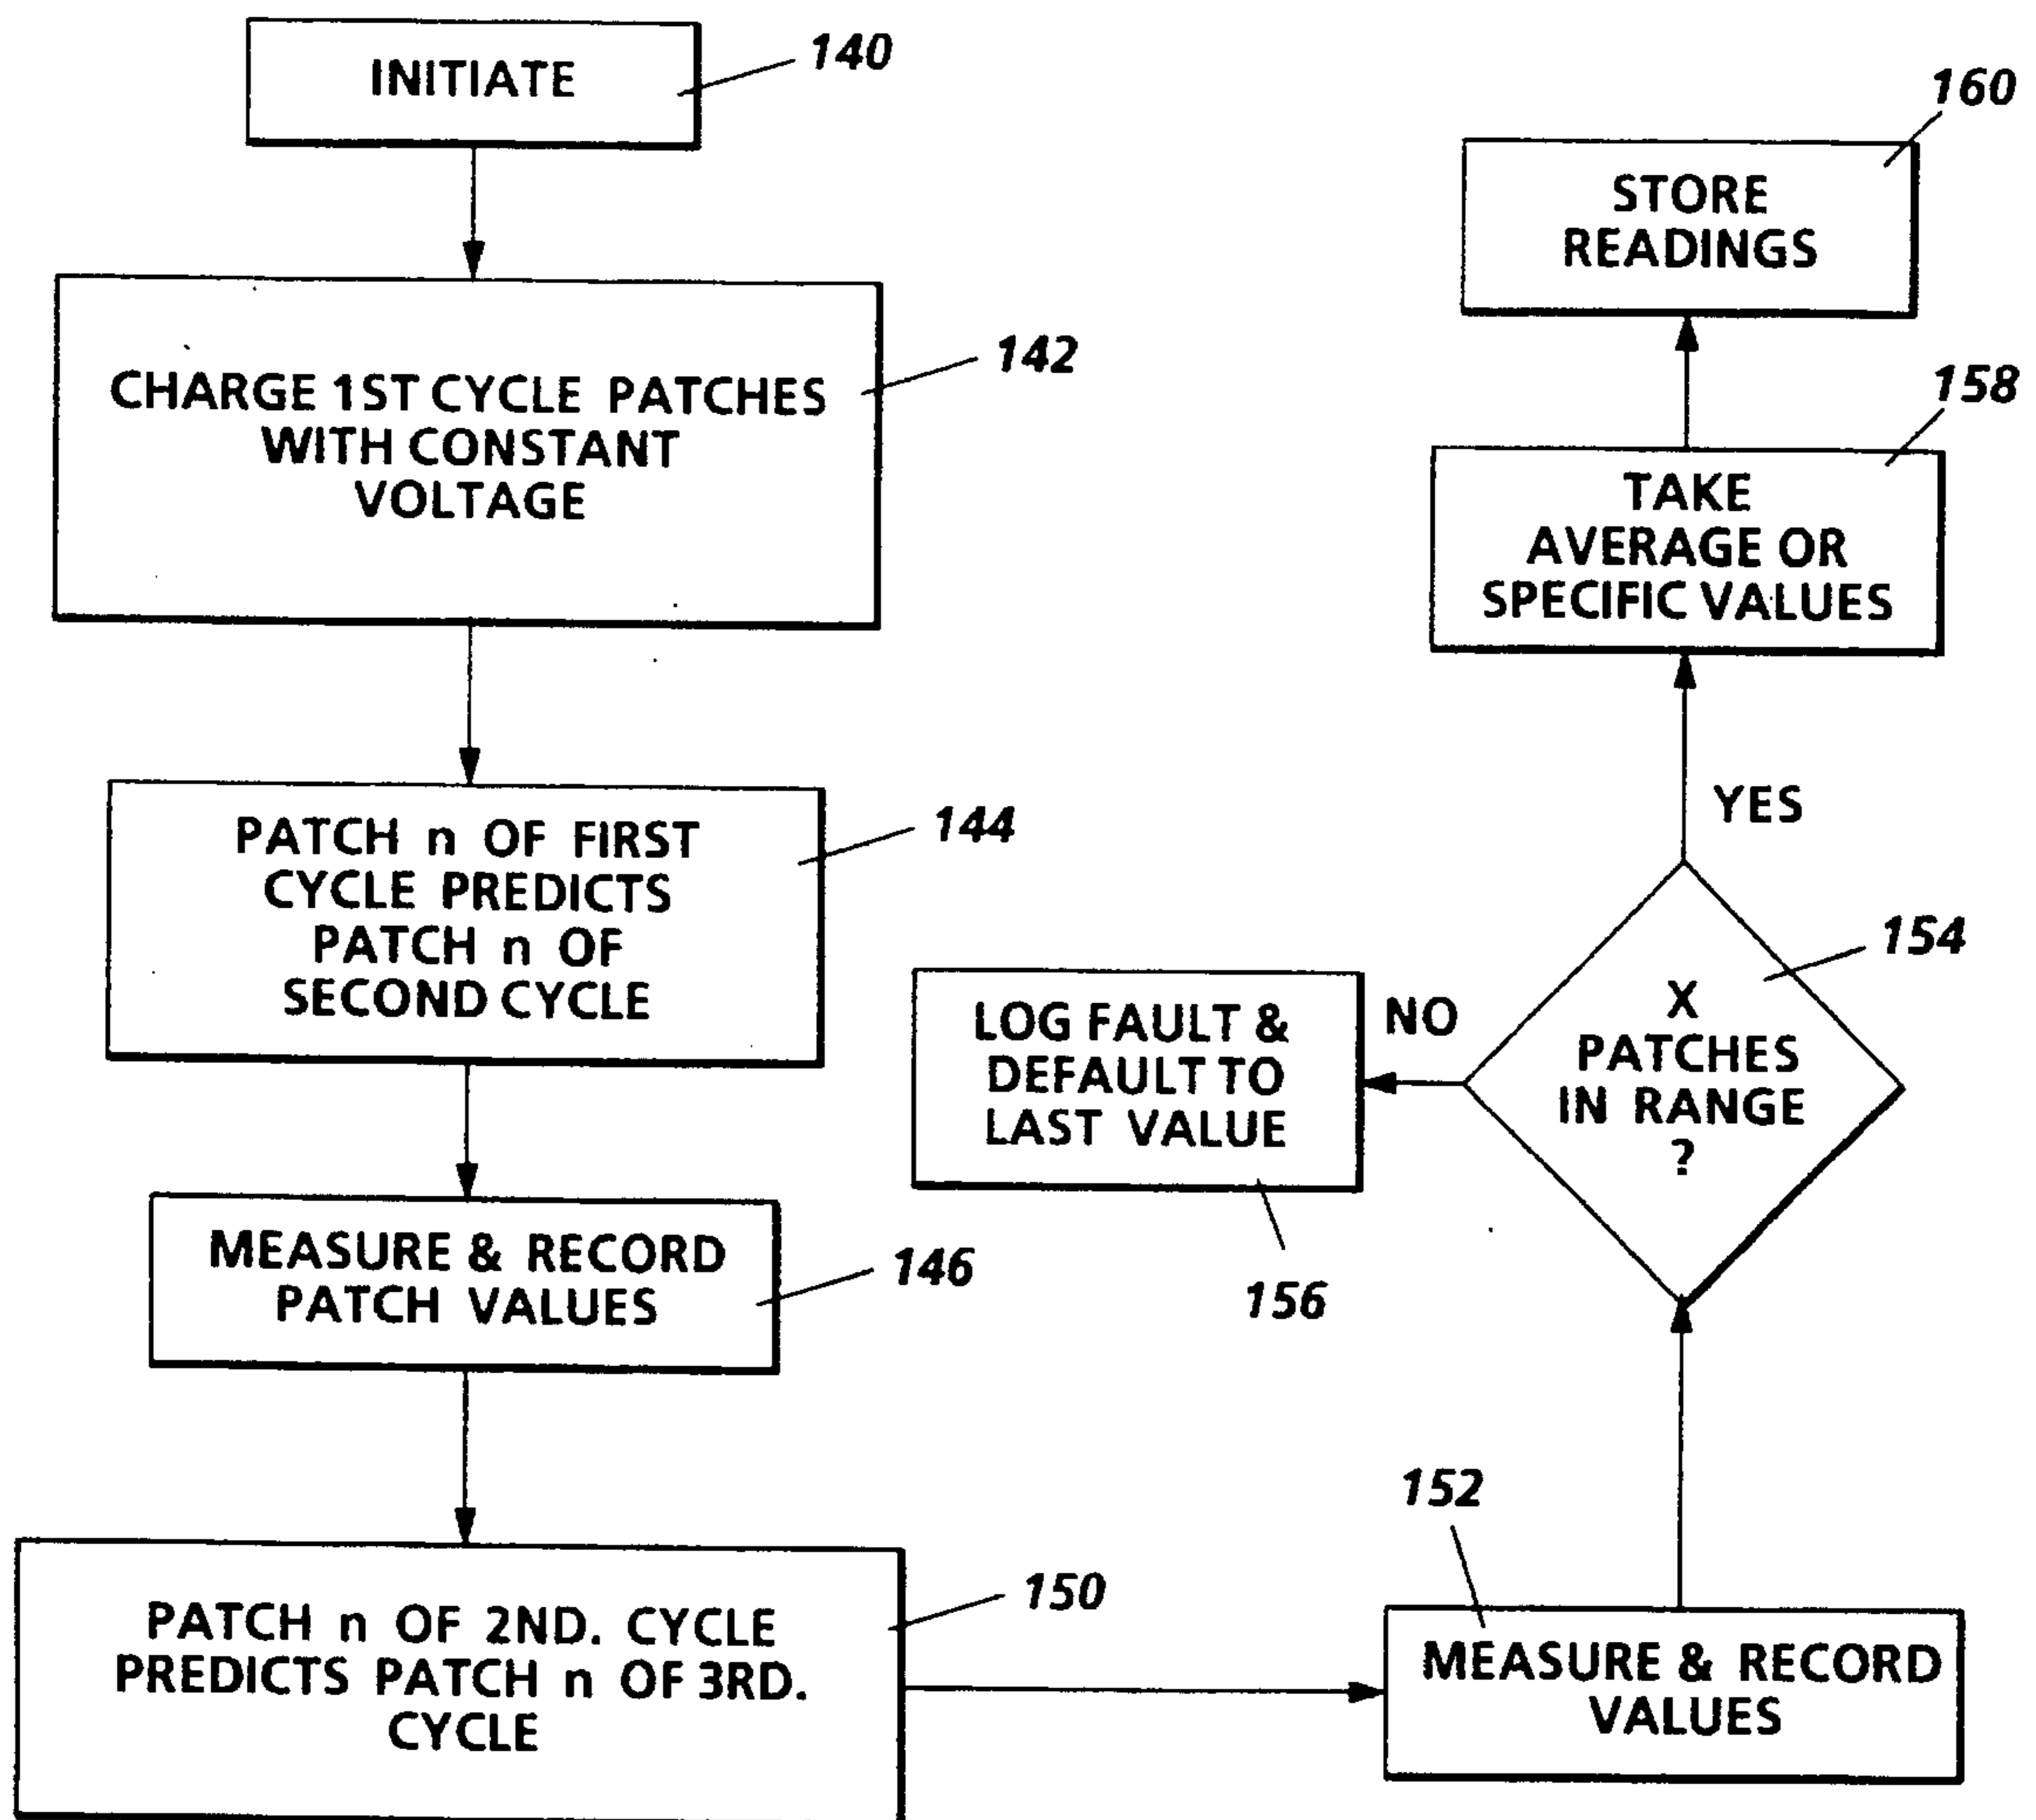 INITIATE
140
CHARGE 1ST CYCLE PATCHES
WITH CONSTANT
VOLTAGE
142
PATCH n OF FIRST
CYCLE PREDICTS
PATCH n OF
SECOND CYCLE
144
MEASURE & RECORD
PATCH VALUES
146
PATCH n OF 2ND. CYCLE
PREDICTS PATCH n OF 3RD.
CYCLE
150
MEASURE & RECORD
VALUES
152
X
PATCHES
IN RANGE
?
154
NO
LOG FAULT &
DEFAULT TO
LAST VALUE
156
YES
TAKE
AVERAGE OR
SPECIFIC VALUES
158
STORE
READINGS
160